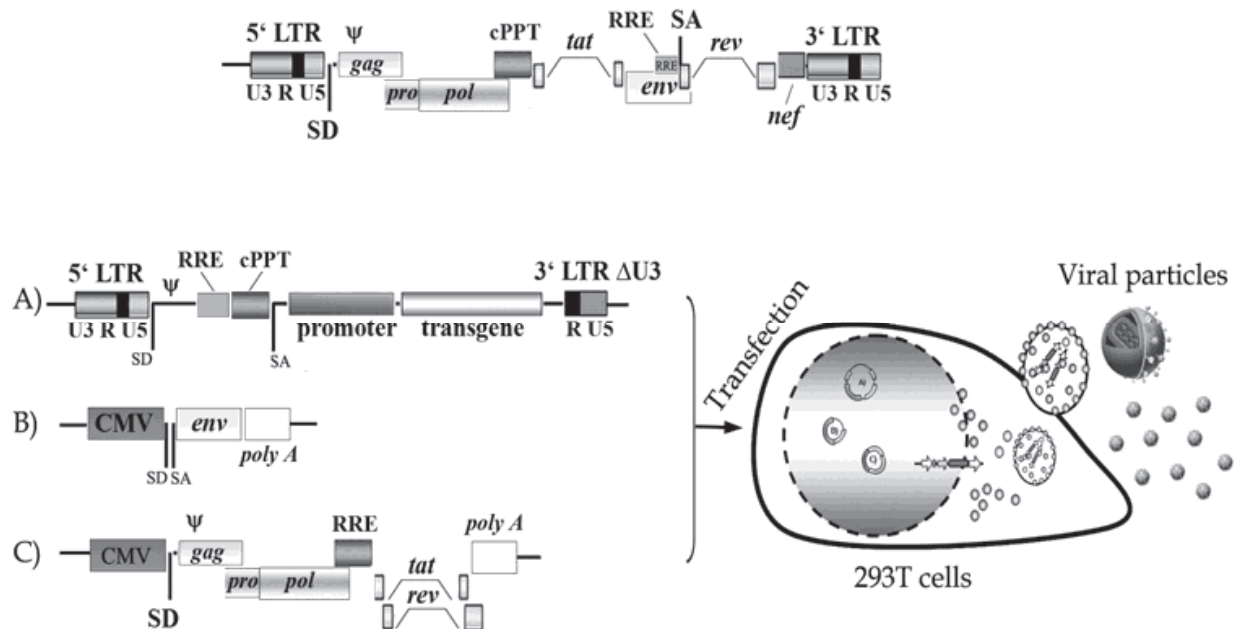 5‘ LTR ψ cPPT tat RRE SA rev 3‘ LTR
gag RRE
U3 R U5 pro pol env nef U3 R U5
SD
A) 5‘ LTR ψ RRE cPPT 3‘ LTR ΔU3
U3 R U5 promoter transgene R U5
SD SA
B) CMV env poly A
SD SA
C) CMV ψ gag RRE poly A
pro pol tat
rev
SD
Transfection
Viral particles
A)
B)
C)
293T cells